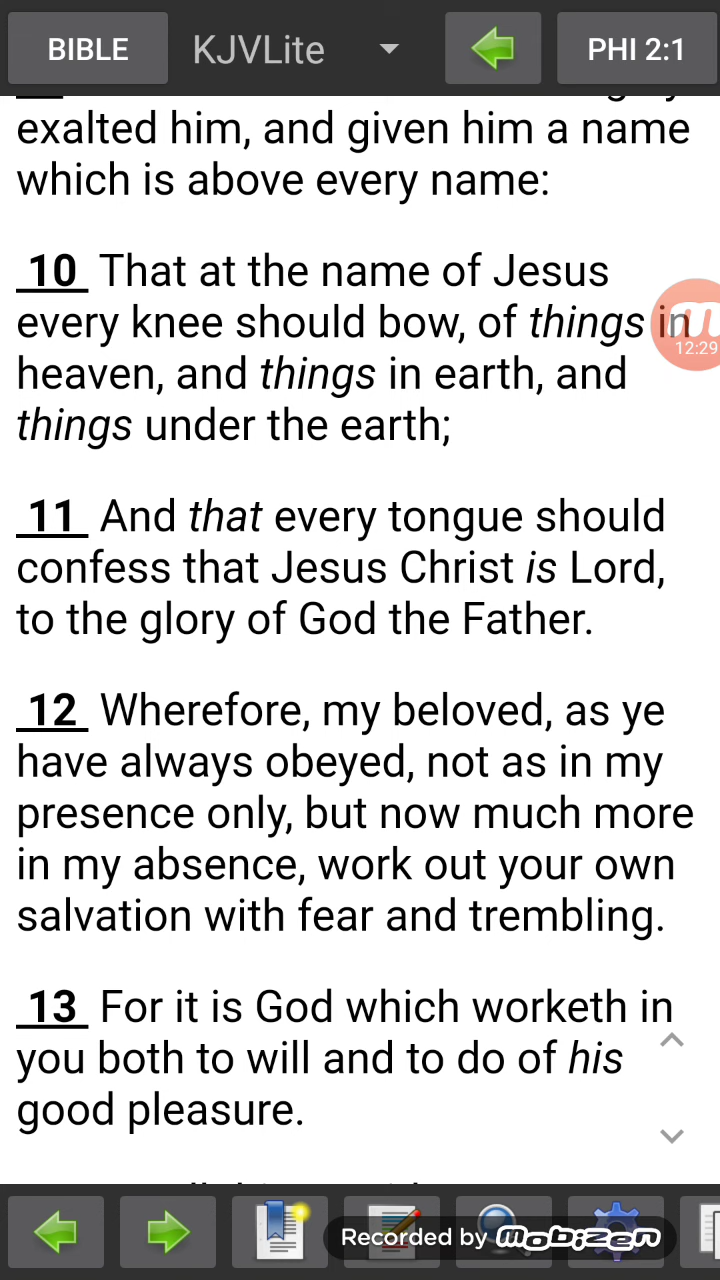 BIBLE KJVLite PHI 2:1
exalted him, and given him a name
which is above every name:
10 That at the name of Jesus
every knee should bow, of things in
12:29
heaven, and things in earth, and
things under the earth;
11 And that every tongue should
confess that Jesus Christ is Lord,
to the glory of God the Father.
12 Wherefore, my beloved, as ye
have always obeyed, not as in my
presence only, but now much more
in my absence, work out your own
salvation with fear and trembling.
13 For it is God which worketh in
you both to will and to do of his
good pleasure.
Recorded by Mobizen